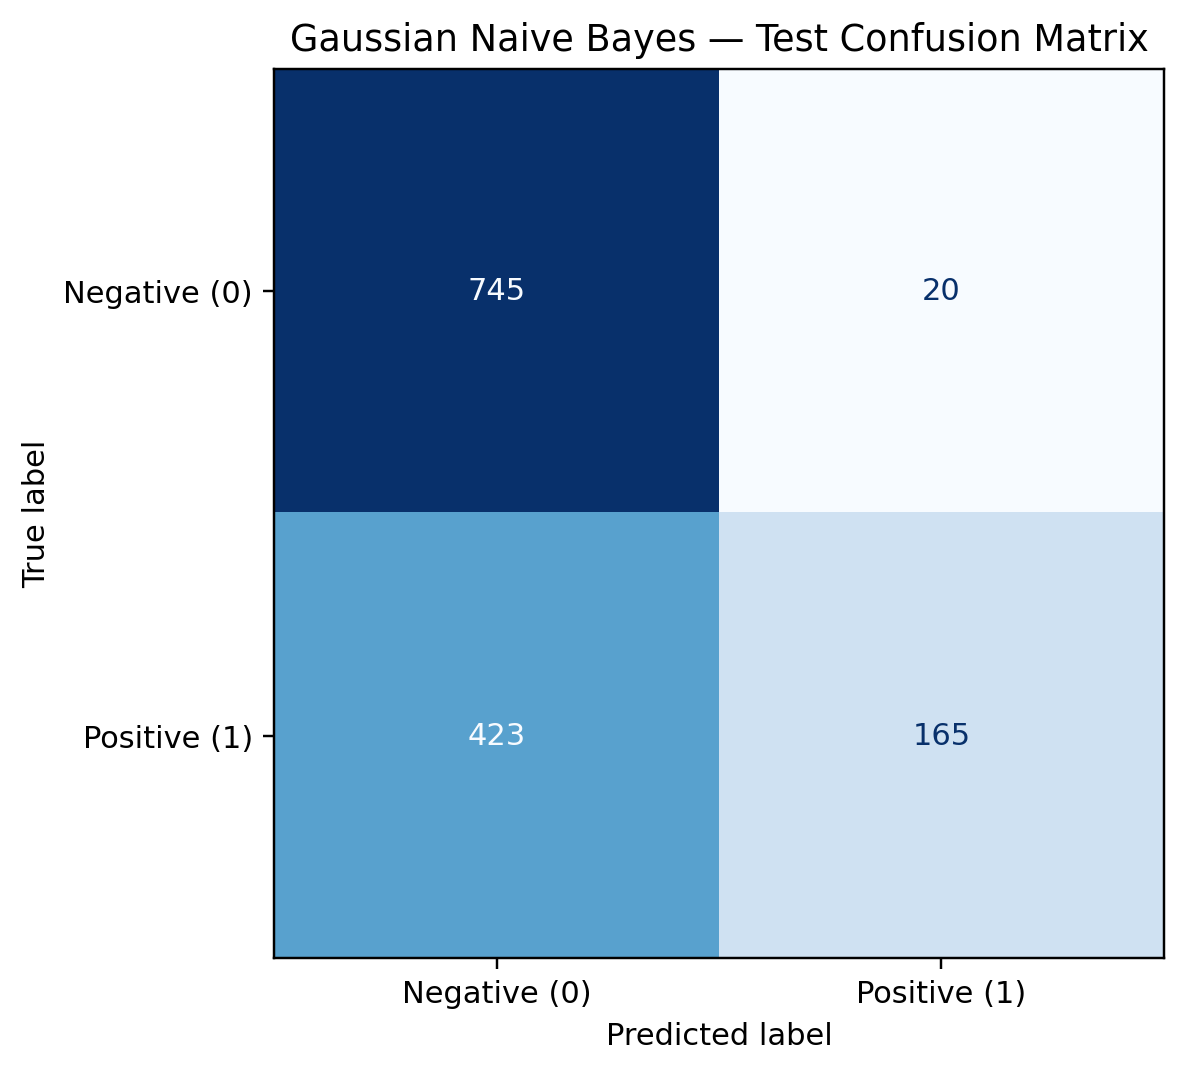 Gaussian Naive Bayes — Test Confusion Matrix
True label
Negative (0)
745
20
Positive (1)
423
165
Negative (0)
Positive (1)
Predicted label